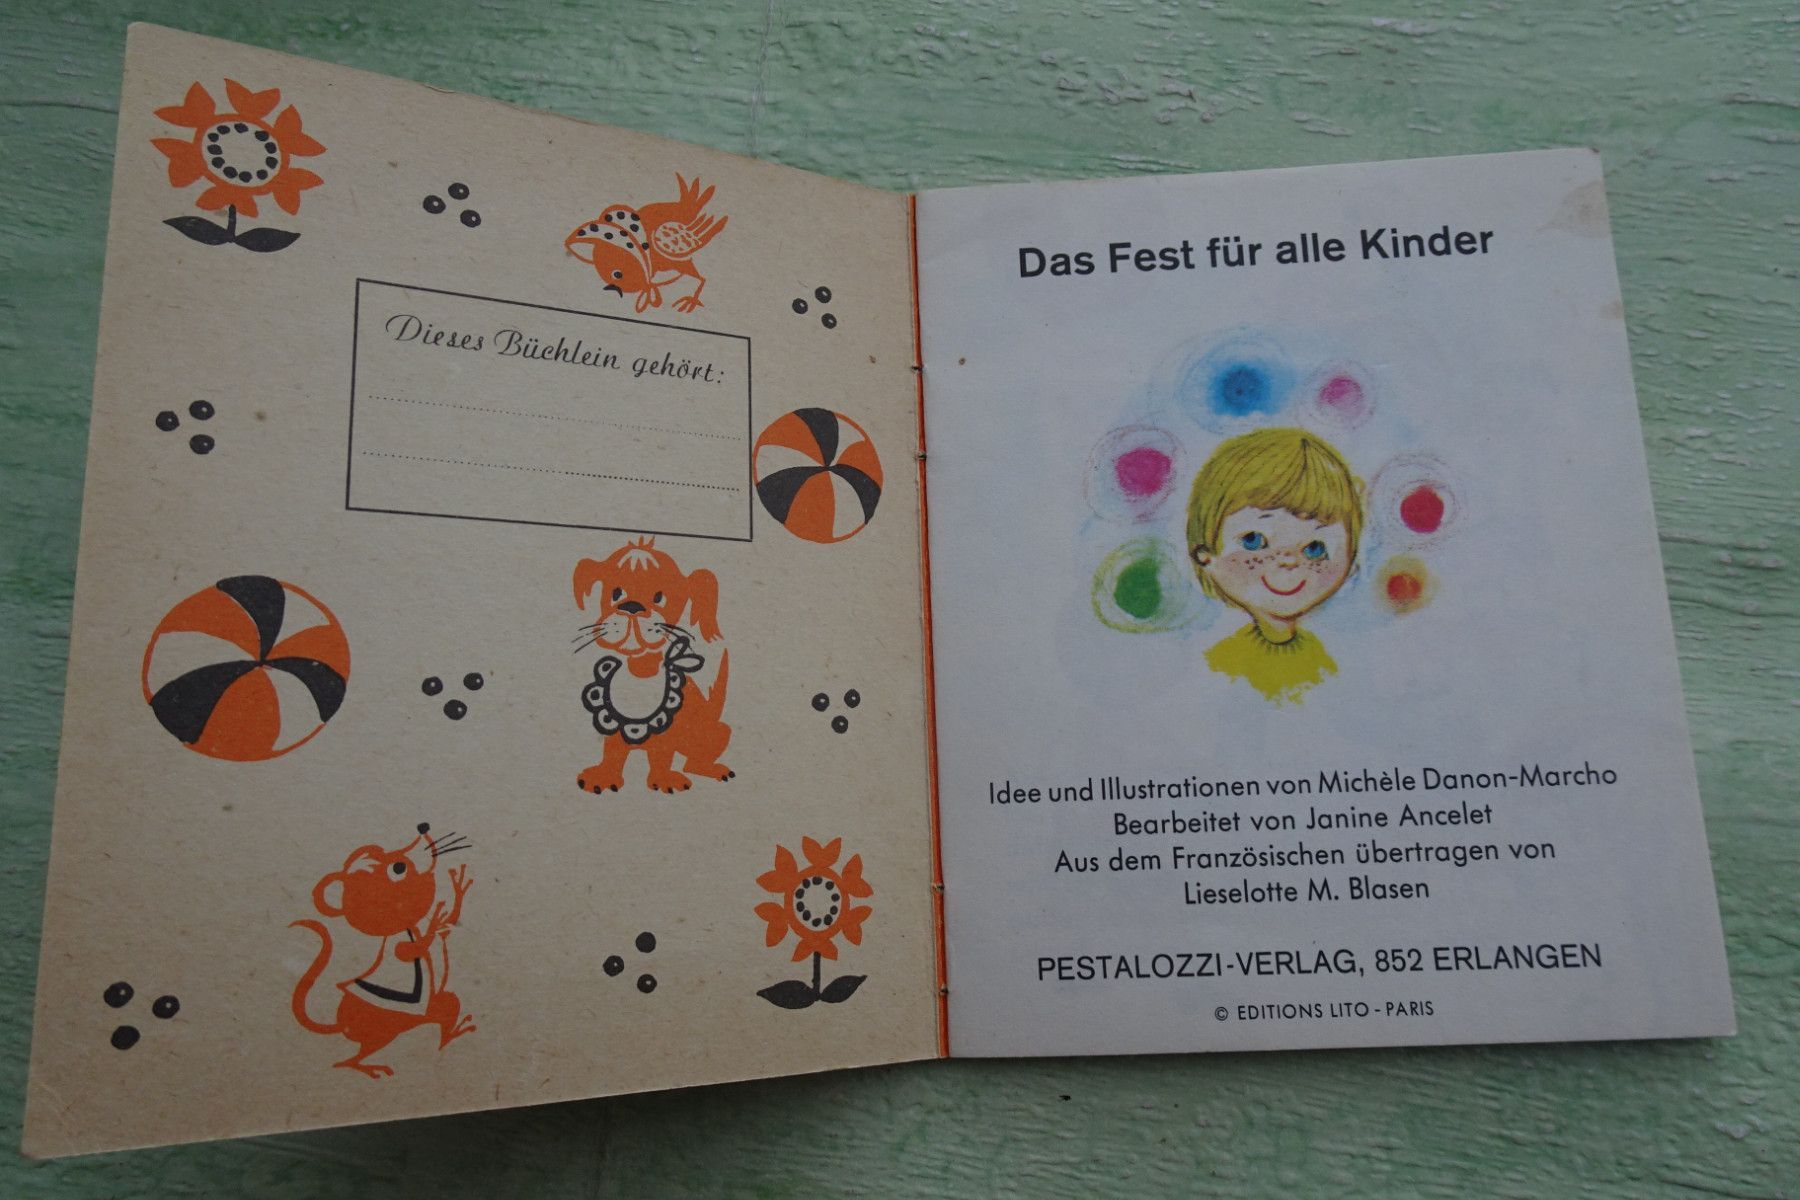 Dieses Büchlein gehört:
Das Fest für alle Kinder
Idee und Illustrationen von Michèle Danon-Marcho
Bearbeitet von Janine Ancelet
Aus dem Französischen übertragen von
Lieselotte M. Blasen
PESTALOZZI-VERLAG, 852 ERLANGEN
© EDITIONS LITO - PARIS